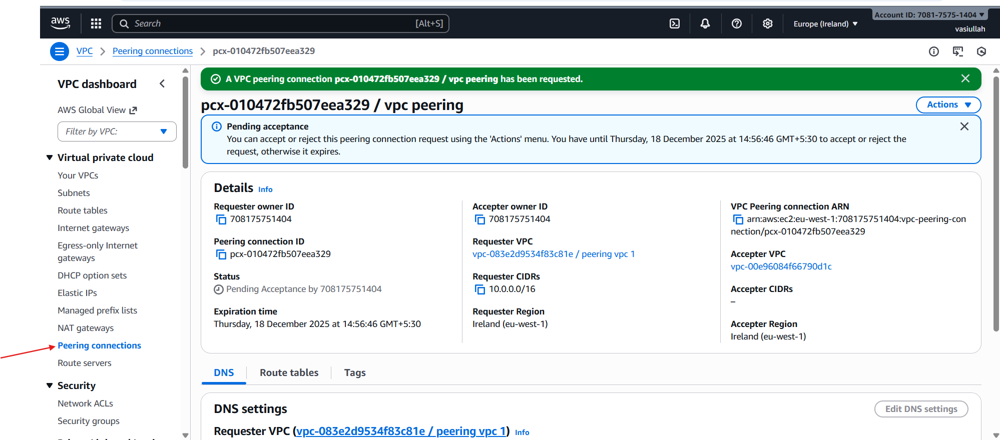 aws
Search
[Alt+S]
Europe (Ireland)
Account ID: 7081-7575-1404
vasiullah
VPC
Peering connections
pcx-010472fb507eea329
VPC dashboard
AWS Global View
Filter by VPC:
Virtual private cloud
Your VPCs
Subnets
Route tables
Internet gateways
Egress-only Internet
gateways
DHCP option sets
Elastic IPs
Managed prefix lists
NAT gateways
Peering connections
Route servers
Security
Network ACLs
Security groups
A VPC peering connection pcx-010472fb507eea329 / vpc peering has been requested.
pcx-010472fb507eea329 / vpc peering
Actions
Pending acceptance
You can accept or reject this peering connection request using the 'Actions' menu. You have until Thursday, 18 December 2025 at 14:56:46 GMT+5:30 to accept or reject the
request, otherwise it expires.
Details Info
Requester owner ID
708175751404
Peering connection ID
pcx-010472fb507eea329
Status
Pending Acceptance by 708175751404
Expiration time
Thursday, 18 December 2025 at 14:56:46 GMT+5:30
Accepter owner ID
708175751404
Requester VPC
vpc-083e2d9534f83c81e / peering vpc 1
Requester CIDRs
10.0.0.0/16
Requester Region
Ireland (eu-west-1)
VPC Peering connection ARN
arn:aws:ec2:eu-west-1:708175751404:vpc-peering-con
nection/pcx-010472fb507eea329
Accepter VPC
vpc-00e96084f66790d1c
Accepter CIDRs
–
Accepter Region
Ireland (eu-west-1)
DNS
Route tables
Tags
DNS settings
Edit DNS settings
Requester VPC (vpc-083e2d9534f83c81e / peering vpc 1) Info